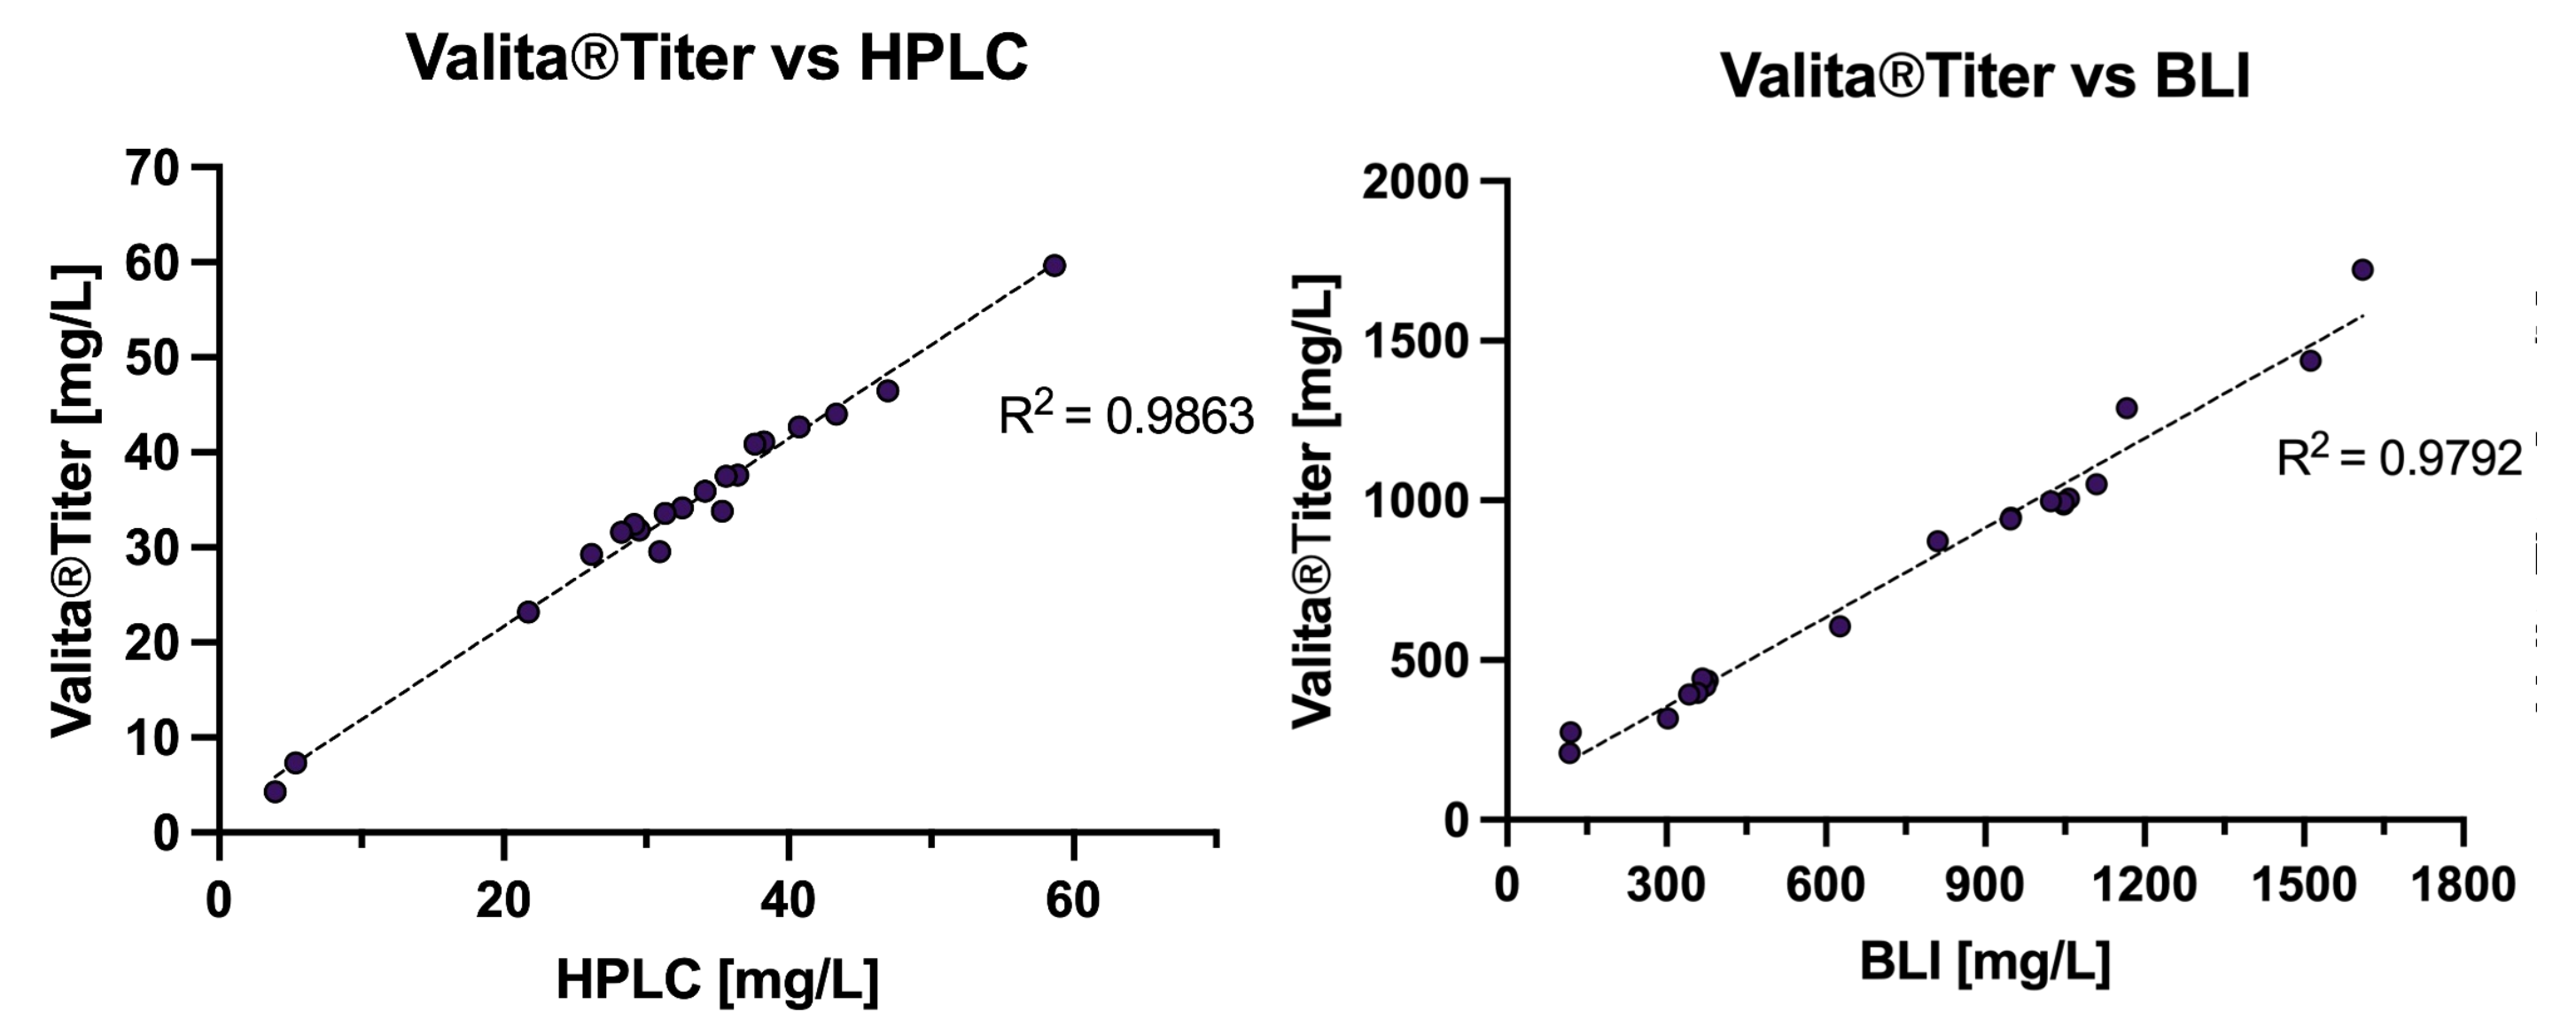 Valita®Titer vs HPLC
Valita®Titer [mg/L]
70
60
50
40
30
20
10
0
R² = 0.9863
0 20 40 60
HPLC [mg/L]
Valita®Titer vs BLI
Valita®Titer [mg/L]
2000
1500
1000
500
0
R² = 0.9792
0 300 600 900 1200 1500 1800
BLI [mg/L]